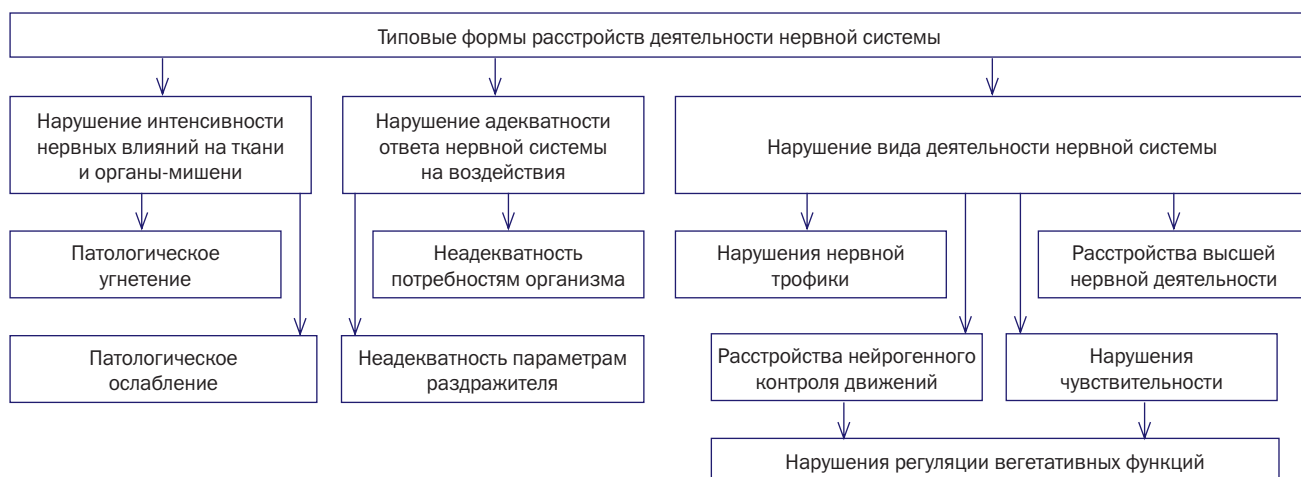 Типовые формы расстройств деятельности нервной системы
Нарушение интенсивности
нервных влияний на ткани
и органы-мишени
Нарушение адекватности
ответа нервной системы
на воздействия
Нарушение вида деятельности нервной системы
Патологическое
угнетение
Неадекватность
потребностям организма
Нарушения нервной
трофики
Расстройства высшей
нервной деятельности
Патологическое
ослабление
Неадекватность параметрам
раздражителя
Расстройства нейрогенного
контроля движений
Нарушения
чувствительности
Нарушения регуляции вегетативных функций